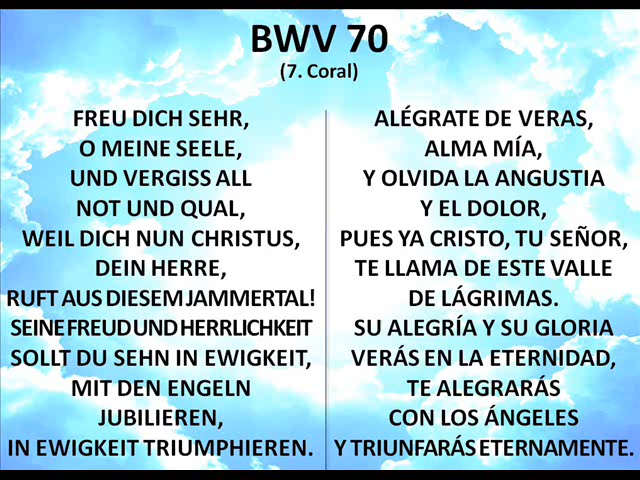 BWV 70
(7. Coral)
FREU DICH SEHR,
O MEINE SEELE,
UND VERGISS ALL
NOT UND QUAL,
WEIL DICH NUN CHRISTUS,
DEIN HERRE,
RUFT AUS DIESEM JAMMERTAL!
SEINE FREUD UND HERRLICHKEIT
SOLLT DU SEHN IN EWIGKEIT,
MIT DEN ENGELN
JUBILIEREN,
IN EWIGKEIT TRIUMPHIEREN.
ALÉGRATE DE VERAS,
ALMA MÍA,
Y OLVIDA LA ANGUSTIA
Y EL DOLOR,
PUES YA CRISTO, TU SEÑOR,
TE LLAMA DE ESTE VALLE
DE LÁGRIMAS.
SU ALEGRÍA Y SU GLORIA
VERÁS EN LA ETERNIDAD,
TE ALEGRARÁS
CON LOS ÁNGELES
Y TRIUNFARÁS ETERNAMENTE.